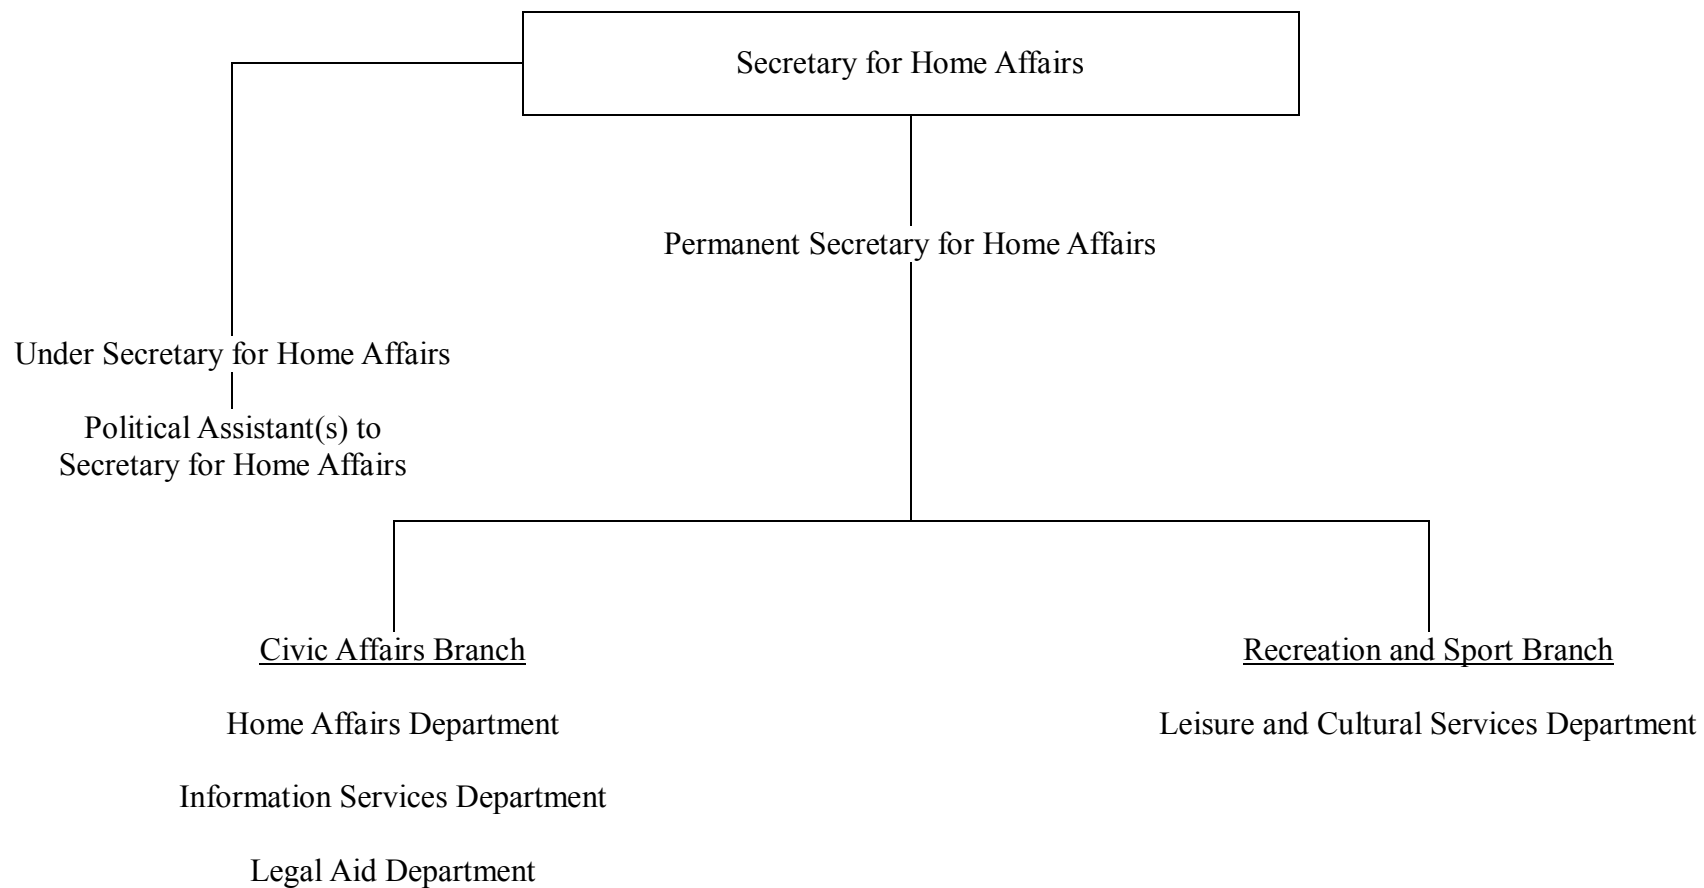 Secretary for Home Affairs
Permanent Secretary for Home Affairs
Under Secretary for Home Affairs
Political Assistant(s) to
Secretary for Home Affairs
Civic Affairs Branch
Home Affairs Department
Information Services Department
Legal Aid Department
Recreation and Sport Branch
Leisure and Cultural Services Department